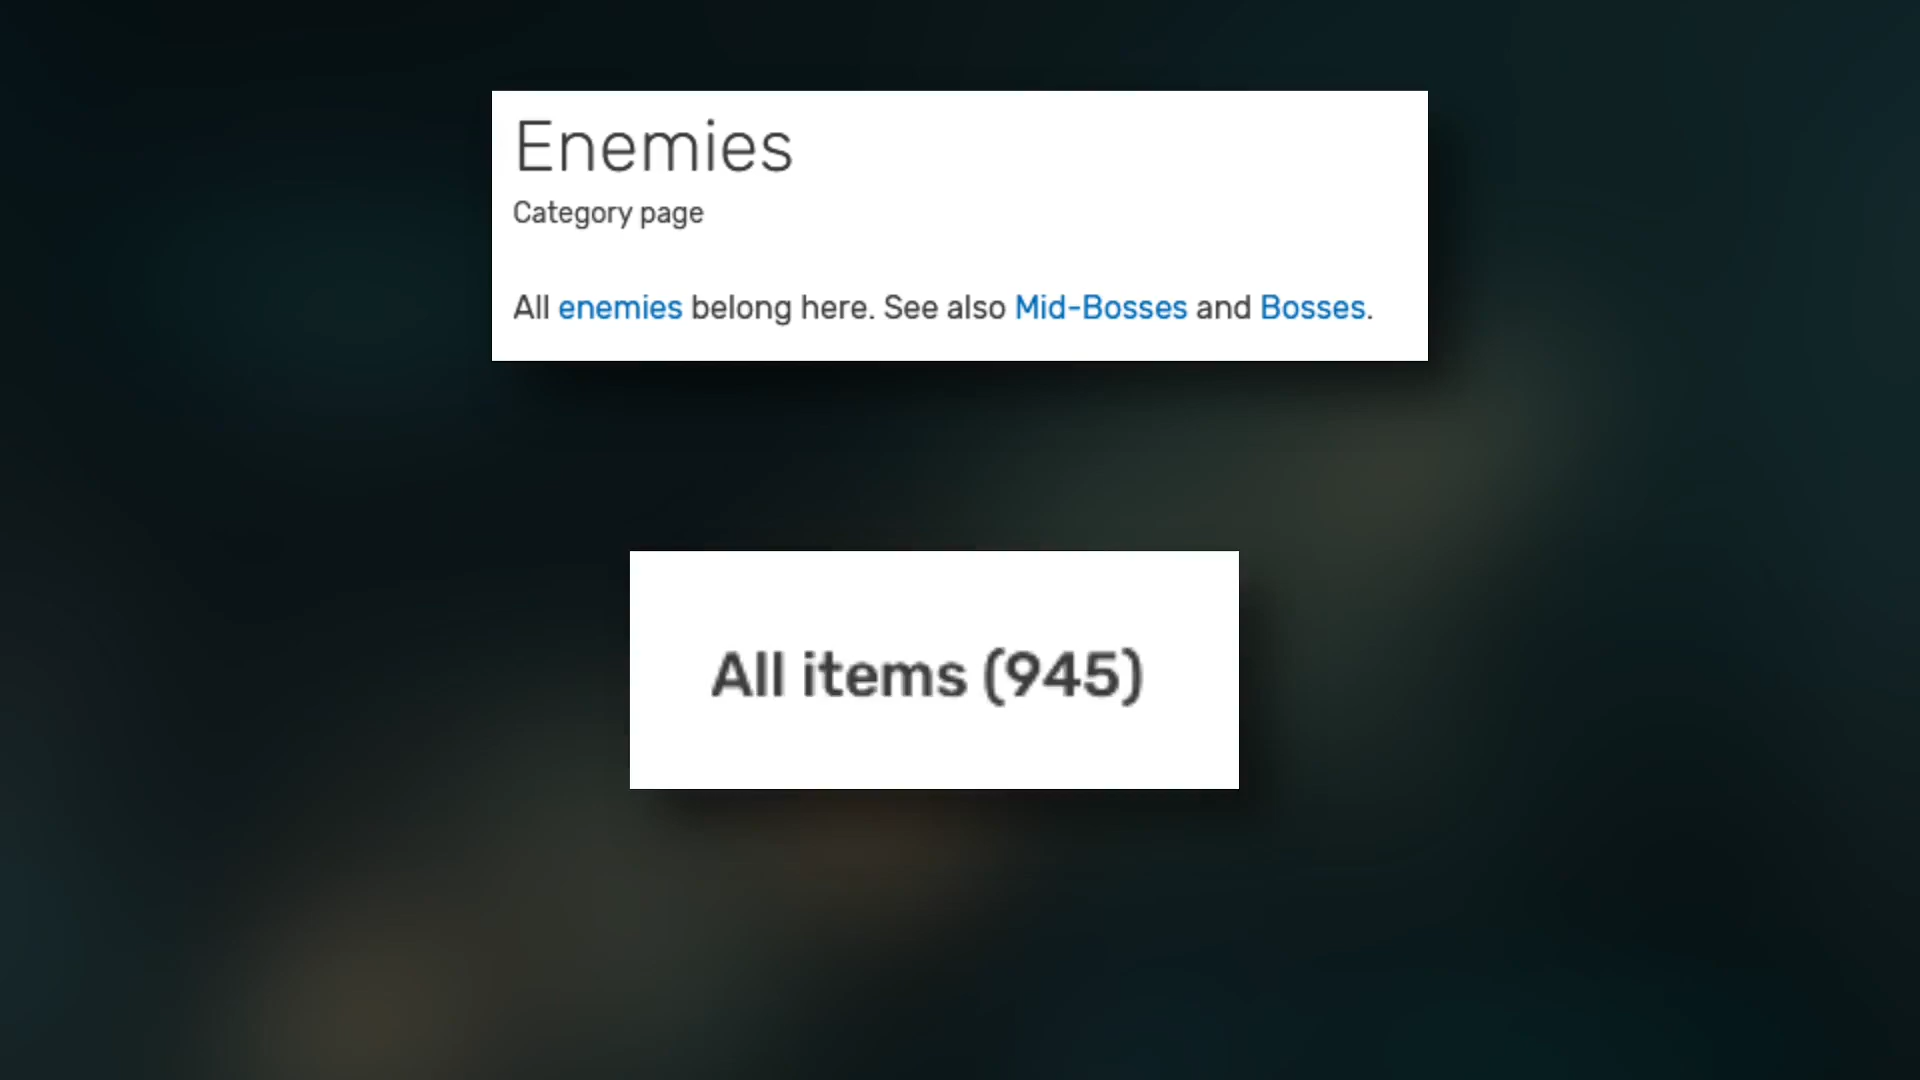 Enemies
Category page
All enemies belong here. See also Mid-Bosses and Bosses.
All items (945)